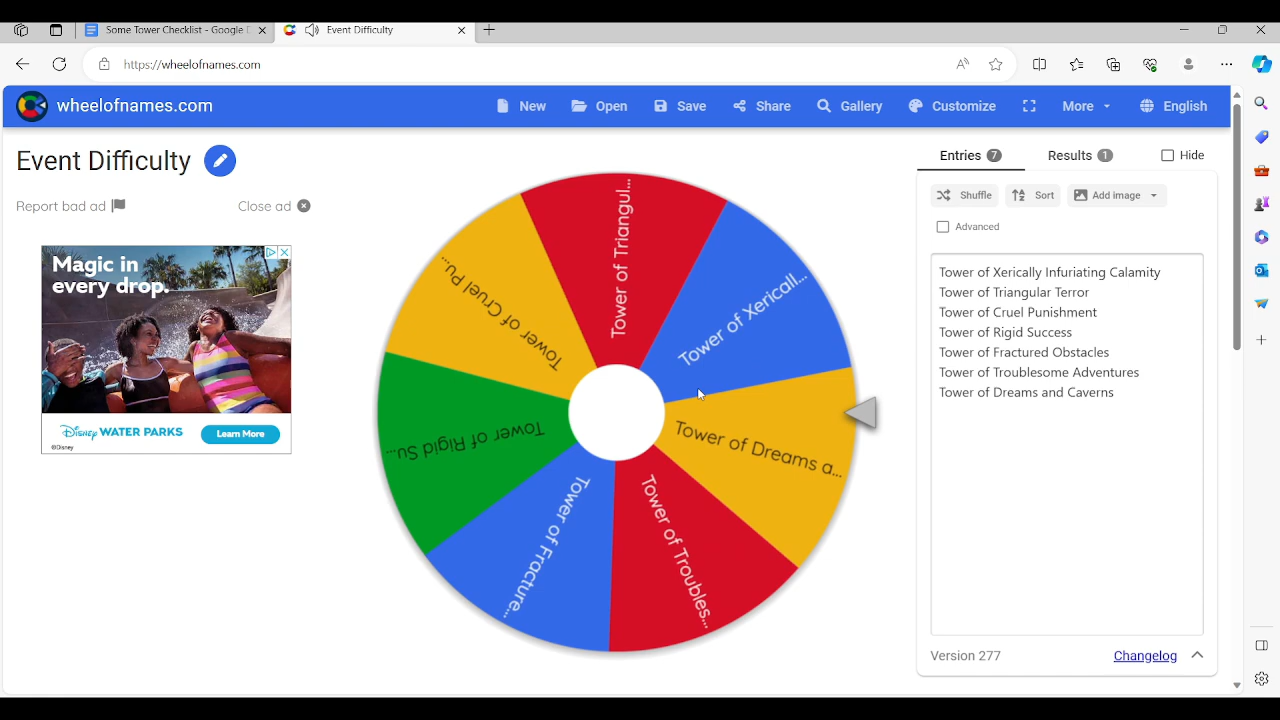 Some Tower Checklist - Google D
Event Difficulty
https://wheelofnames.com
wheelofnames.com
New
Open
Save
Share
Gallery
Customize
More
English
Event Difficulty
Report bad ad
Close ad
Magic in
every drop.
Disney WATER PARKS
Learn More
©Disney
Tower of Triangul...
Tower of Xericall...
Tower of Dreams a...
Tower of Troubles...
Tower of Fracture...
Tower of Rigid Su...
Tower of Cruel Pu...
Entries 7
Results 1
Hide
Shuffle
Sort
Add image
Advanced
Tower of Xerically Infuriating Calamity
Tower of Triangular Terror
Tower of Cruel Punishment
Tower of Rigid Success
Tower of Fractured Obstacles
Tower of Troublesome Adventures
Tower of Dreams and Caverns
Version 277
Changelog